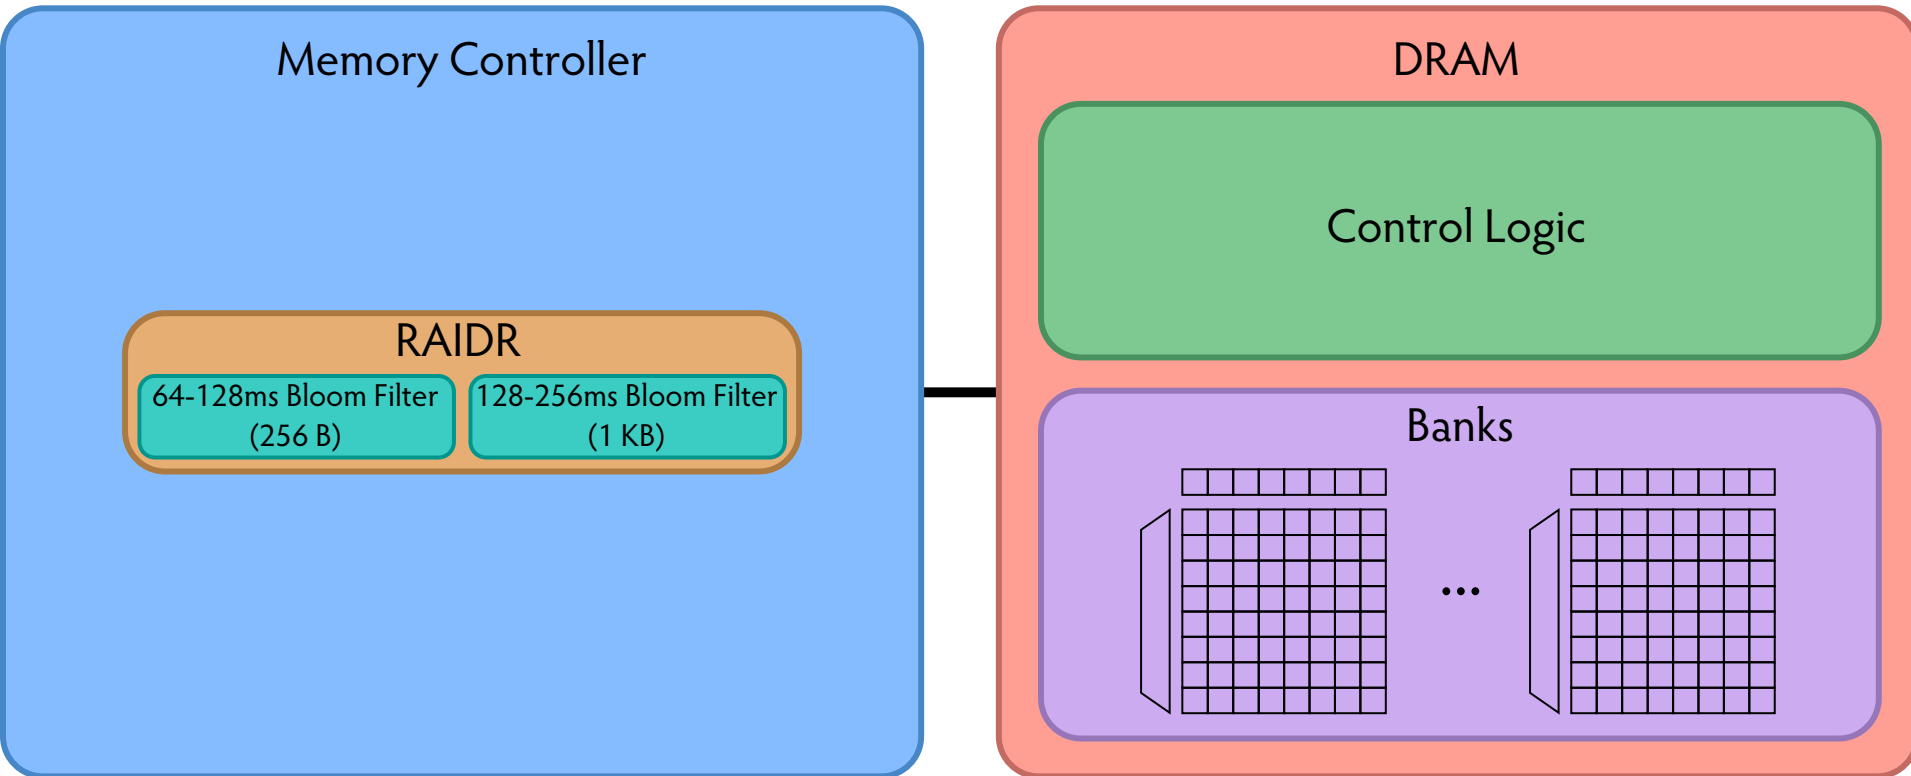 Memory Controller
RAIDR
64-128ms Bloom Filter
(256 B)
128-256ms Bloom Filter
(1 KB)
DRAM
Control Logic
Banks
...